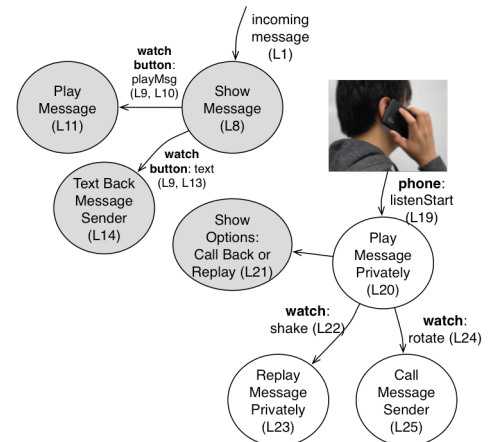 incoming
message
(L1)
watch
button:
playMsg
(L9, L10)
Play
Message
(L11)
Show
Message
(L8)
watch
button: text
(L9, L13)
Text Back
Message
Sender
(L14)
phone:
listenStart
(L19)
Show
Options:
Call Back or
Replay (L21)
Play
Message
Privately
(L20)
watch:
shake (L22)
watch:
rotate (L24)
Replay
Message
Privately
(L23)
Call
Message
Sender
(L25)